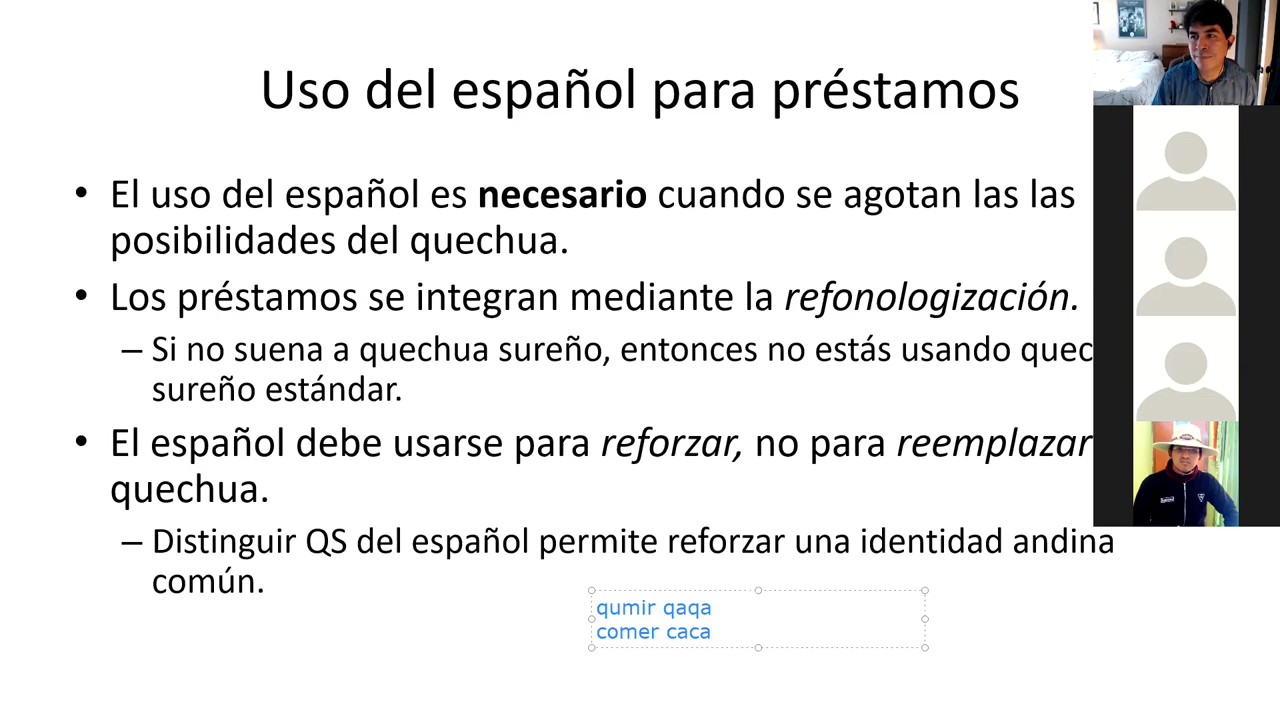 Uso del español para préstamos
• El uso del español es necesario cuando se agotan las las
posibilidades del quechua.
• Los préstamos se integran mediante la refonologización.
– Si no suena a quechua sureño, entonces no estás usando quec
sureño estándar.
• El español debe usarse para reforzar, no para reemplazar
quechua.
– Distinguir QS del español permite reforzar una identidad andina
común.
qumir qaqa
comer caca